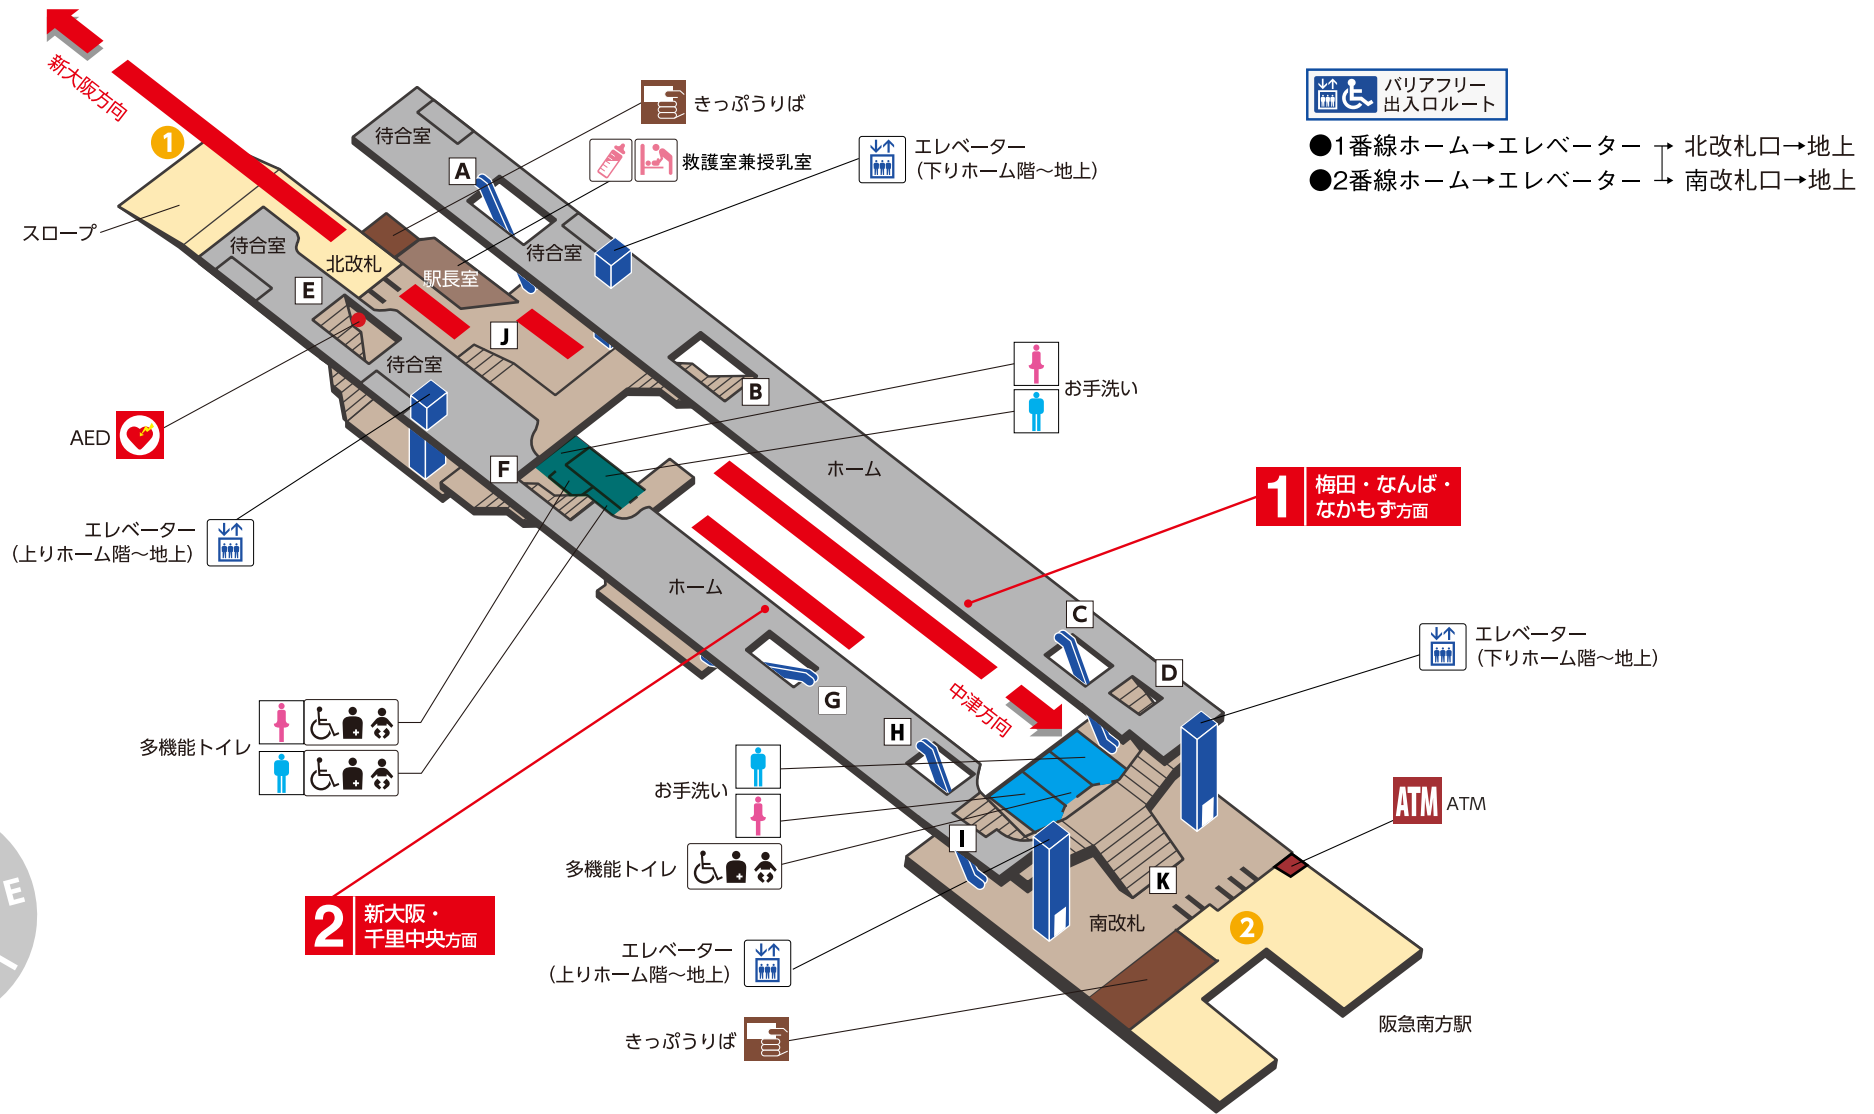 新大阪方向
1
きっぷうりば
待合室
救護室兼授乳室
A
エレベーター
(下りホーム階〜地上)
バリアフリー
出入口ルート
●1番線ホーム→エレベーター → 北改札口→地上
●2番線ホーム→エレベーター → 南改札口→地上
スロープ
待合室
北改札
待合室
駅長室
E
J
待合室
B
お手洗い
AED
F
ホーム
1 梅田・なんば・
なかもず方面
エレベーター
(上りホーム階〜地上)
ホーム
C
エレベーター
(下りホーム階〜地上)
D
G
中津方向
多機能トイレ
H
お手洗い
ATM ATM
I
多機能トイレ
K
E
2 新大阪・
千里中央方面
南改札
2
エレベーター
(上りホーム階〜地上)
きっぷうりば
阪急南方駅